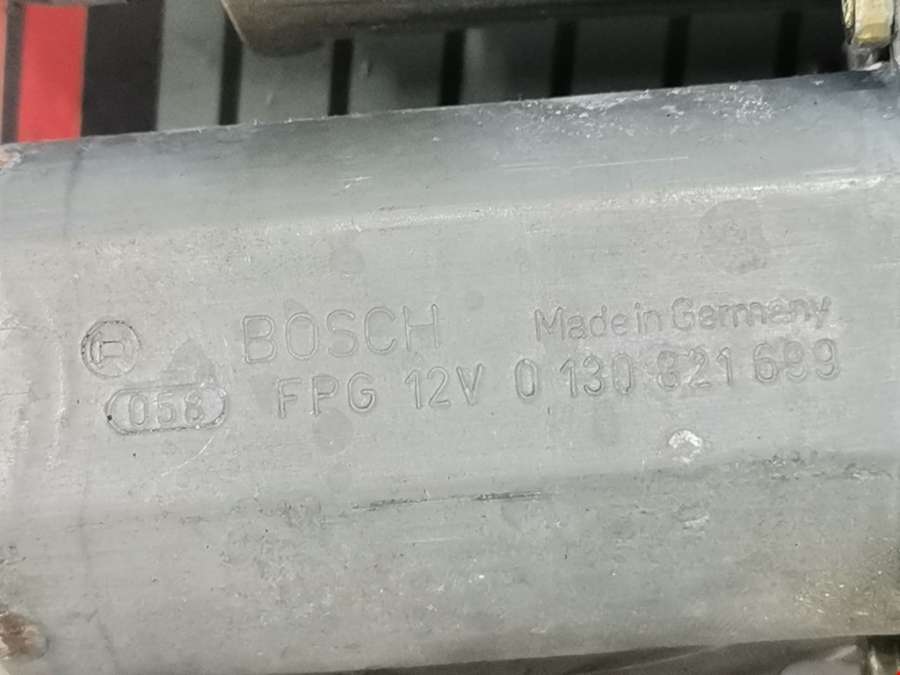 BOSCH Made in Germany
058 FPG 12V 0 130 821 699